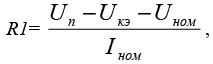 R1= (U_п − U_кэ − U_ном) / I_ном ,